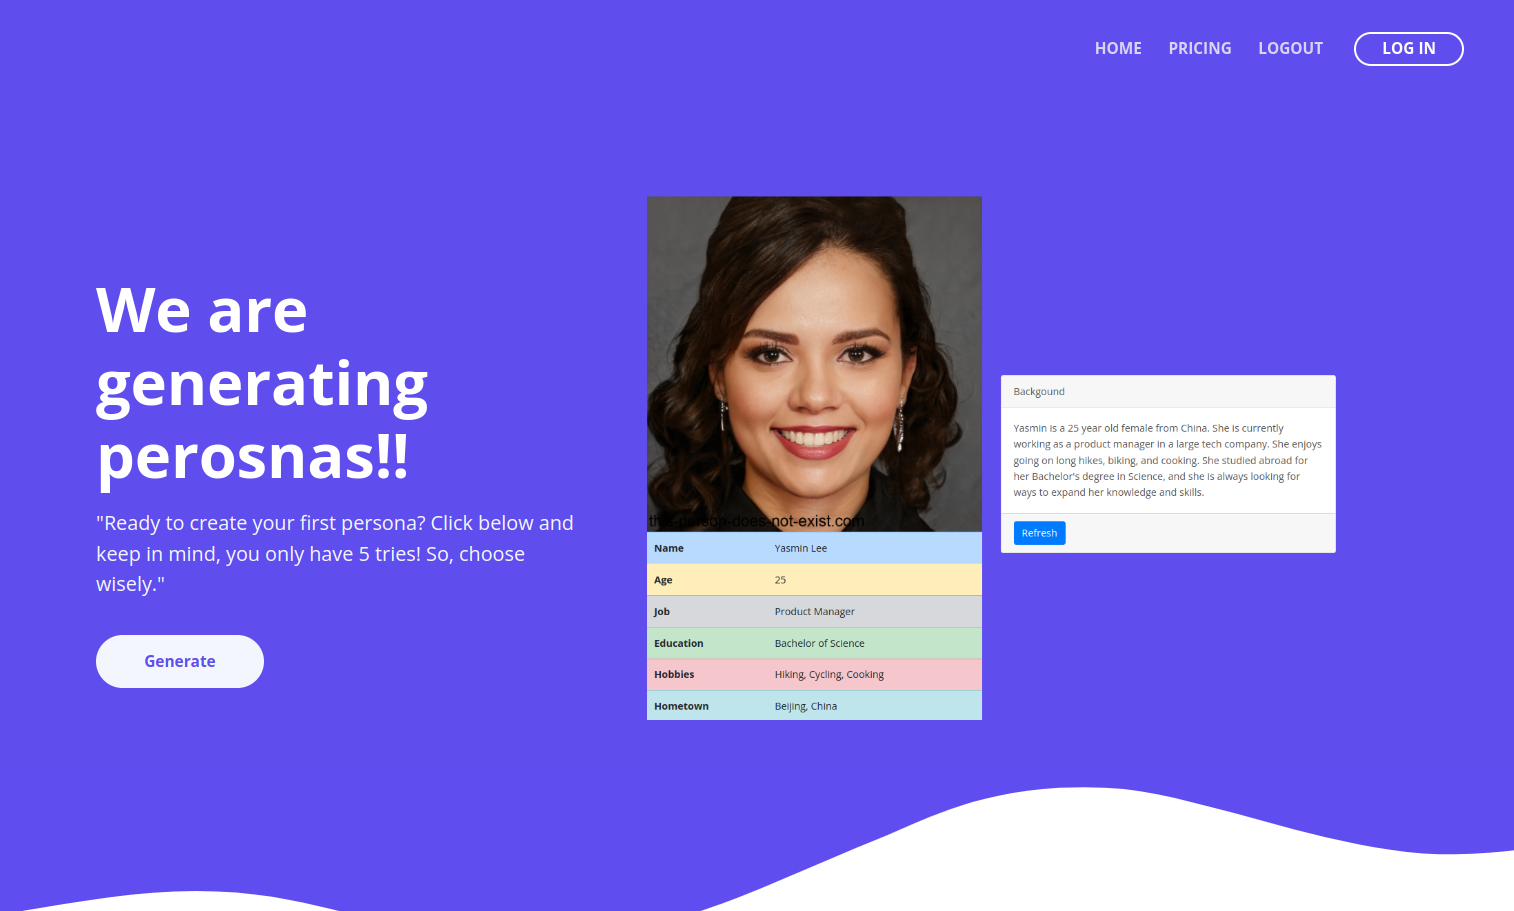 HOME PRICING LOGOUT LOG IN
We are
generating
perosnas!!
"Ready to create your first persona? Click below and
keep in mind, you only have 5 tries! So, choose
wisely."
Generate
this-person-does-not-exist.com
Name Yasmin Lee
Age 25
Job Product Manager
Education Bachelor of Science
Hobbies Hiking, Cycling, Cooking
Hometown Beijing, China
Backgound
Yasmin is a 25 year old female from China. She is currently
working as a product manager in a large tech company. She enjoys
going on long hikes, biking, and cooking. She studied abroad for
her Bachelor's degree in Science, and she is always looking for
ways to expand her knowledge and skills.
Refresh